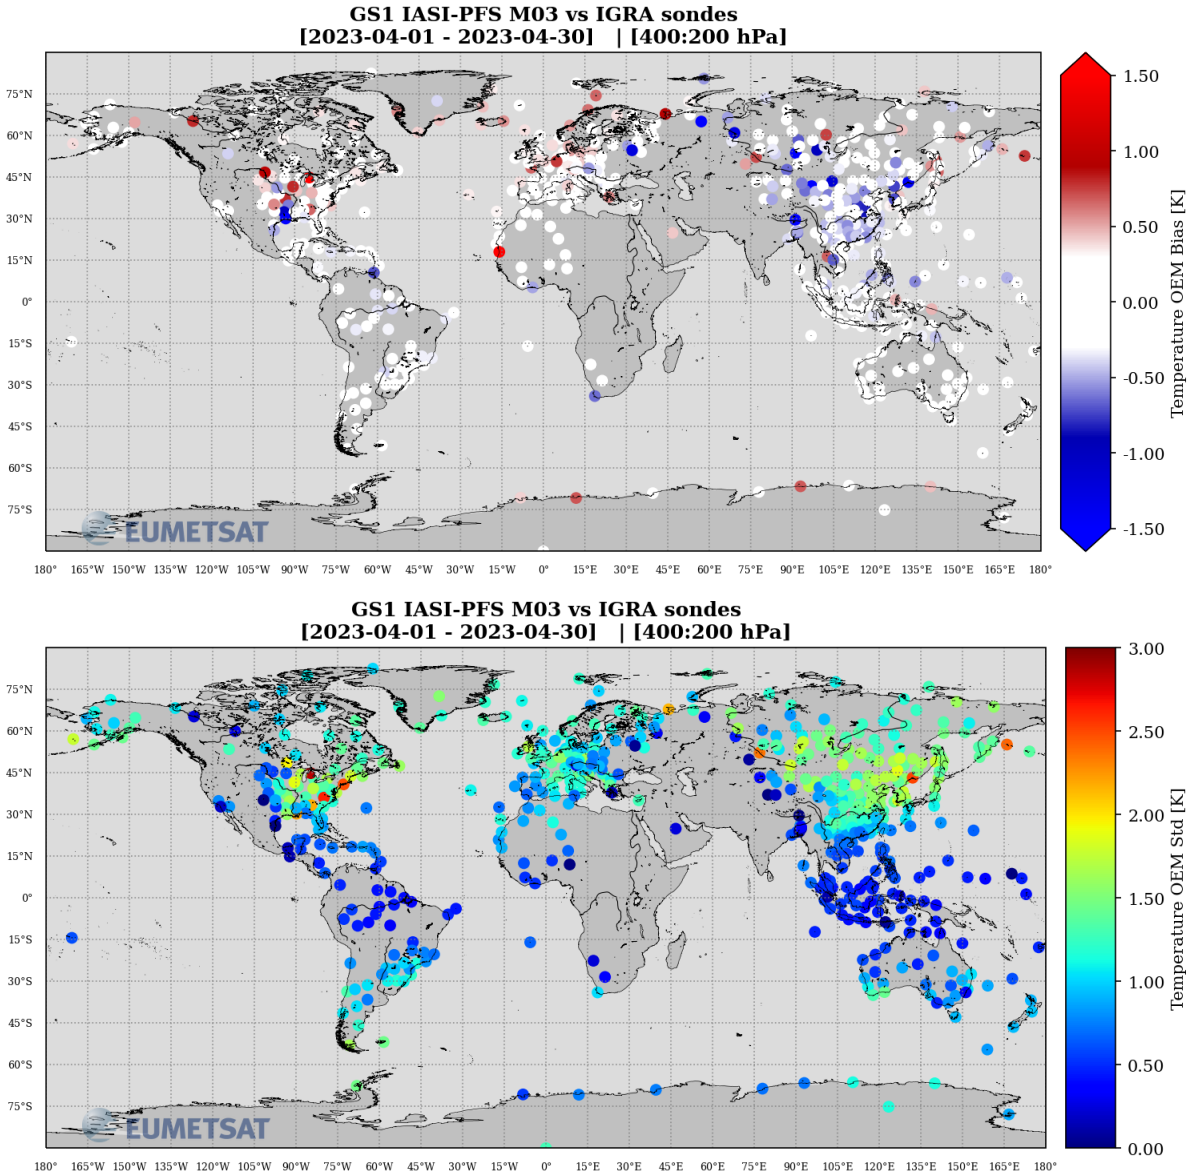 GS1 IASI-PFS M03 vs IGRA sondes
[2023-04-01 - 2023-04-30]   | [400:200 hPa]
75°N
60°N
45°N
30°N
15°N
0°
15°S
30°S
45°S
60°S
75°S
EUMETSAT
180° 165°W 150°W 135°W 120°W 105°W 90°W 75°W 60°W 45°W 30°W 15°W 0° 15°E 30°E 45°E 60°E 75°E 90°E 105°E 120°E 135°E 150°E 165°E 180°
1.50
1.00
0.50
0.00
-0.50
-1.00
-1.50
Temperature OEM Bias [K]
GS1 IASI-PFS M03 vs IGRA sondes
[2023-04-01 - 2023-04-30]   | [400:200 hPa]
75°N
60°N
45°N
30°N
15°N
0°
15°S
30°S
45°S
60°S
75°S
EUMETSAT
180° 165°W 150°W 135°W 120°W 105°W 90°W 75°W 60°W 45°W 30°W 15°W 0° 15°E 30°E 45°E 60°E 75°E 90°E 105°E 120°E 135°E 150°E 165°E 180°
3.00
2.50
2.00
1.50
1.00
0.50
0.00
Temperature OEM Std [K]